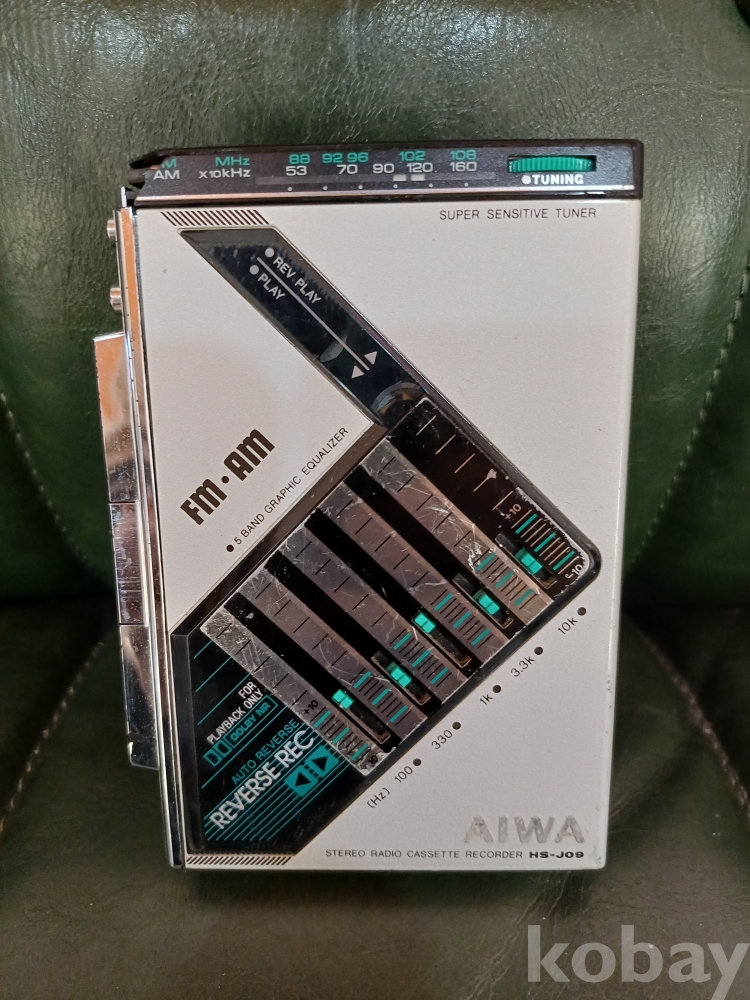 FM MHz 88 92 96 102 108
AM x10kHz 53 70 90 120 160
TUNING
SUPER SENSITIVE TUNER
REV. PLAY
PLAY
FM·AM
5 BAND GRAPHIC EQUALIZER
+10
-10
FOR
PLAYBACK ONLY
DOLBY NR
AUTO REVERSE
REVERSE REC
+10
(Hz) 100 330 1k 3.3k 10k
AIWA
STEREO RADIO CASSETTE RECORDER HS-J09
kobay